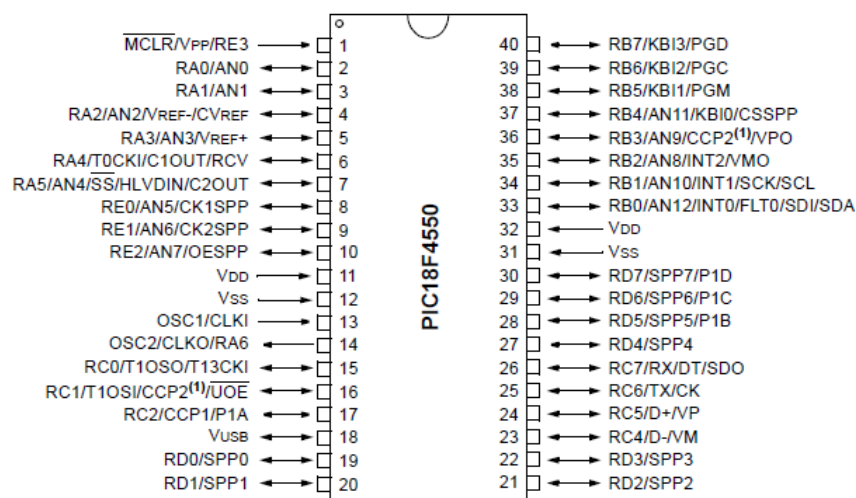 MCLR/VPP/RE3 1 40 RB7/KBI3/PGD
RA0/AN0 2 39 RB6/KBI2/PGC
RA1/AN1 3 38 RB5/KBI1/PGM
RA2/AN2/VREF-/CVREF 4 37 RB4/AN11/KBI0/CSSPP
RA3/AN3/VREF+ 5 36 RB3/AN9/CCP2(1)/VPO
RA4/T0CKI/C1OUT/RCV 6 35 RB2/AN8/INT2/VMO
RA5/AN4/SS/HLVDIN/C2OUT 7 34 RB1/AN10/INT1/SCK/SCL
RE0/AN5/CK1SPP 8 33 RB0/AN12/INT0/FLT0/SDI/SDA
RE1/AN6/CK2SPP 9 32 VDD
RE2/AN7/OESPP 10 31 VSS
VDD 11 30 RD7/SPP7/P1D
VSS 12 29 RD6/SPP6/P1C
OSC1/CLKI 13 28 RD5/SPP5/P1B
OSC2/CLKO/RA6 14 27 RD4/SPP4
RC0/T1OSO/T13CKI 15 26 RC7/RX/DT/SDO
RC1/T1OSI/CCP2(1)/UOE 16 25 RC6/TX/CK
RC2/CCP1/P1A 17 24 RC5/D+/VP
VUSB 18 23 RC4/D-/VM
RD0/SPP0 19 22 RD3/SPP3
RD1/SPP1 20 21 RD2/SPP2
PIC18F4550